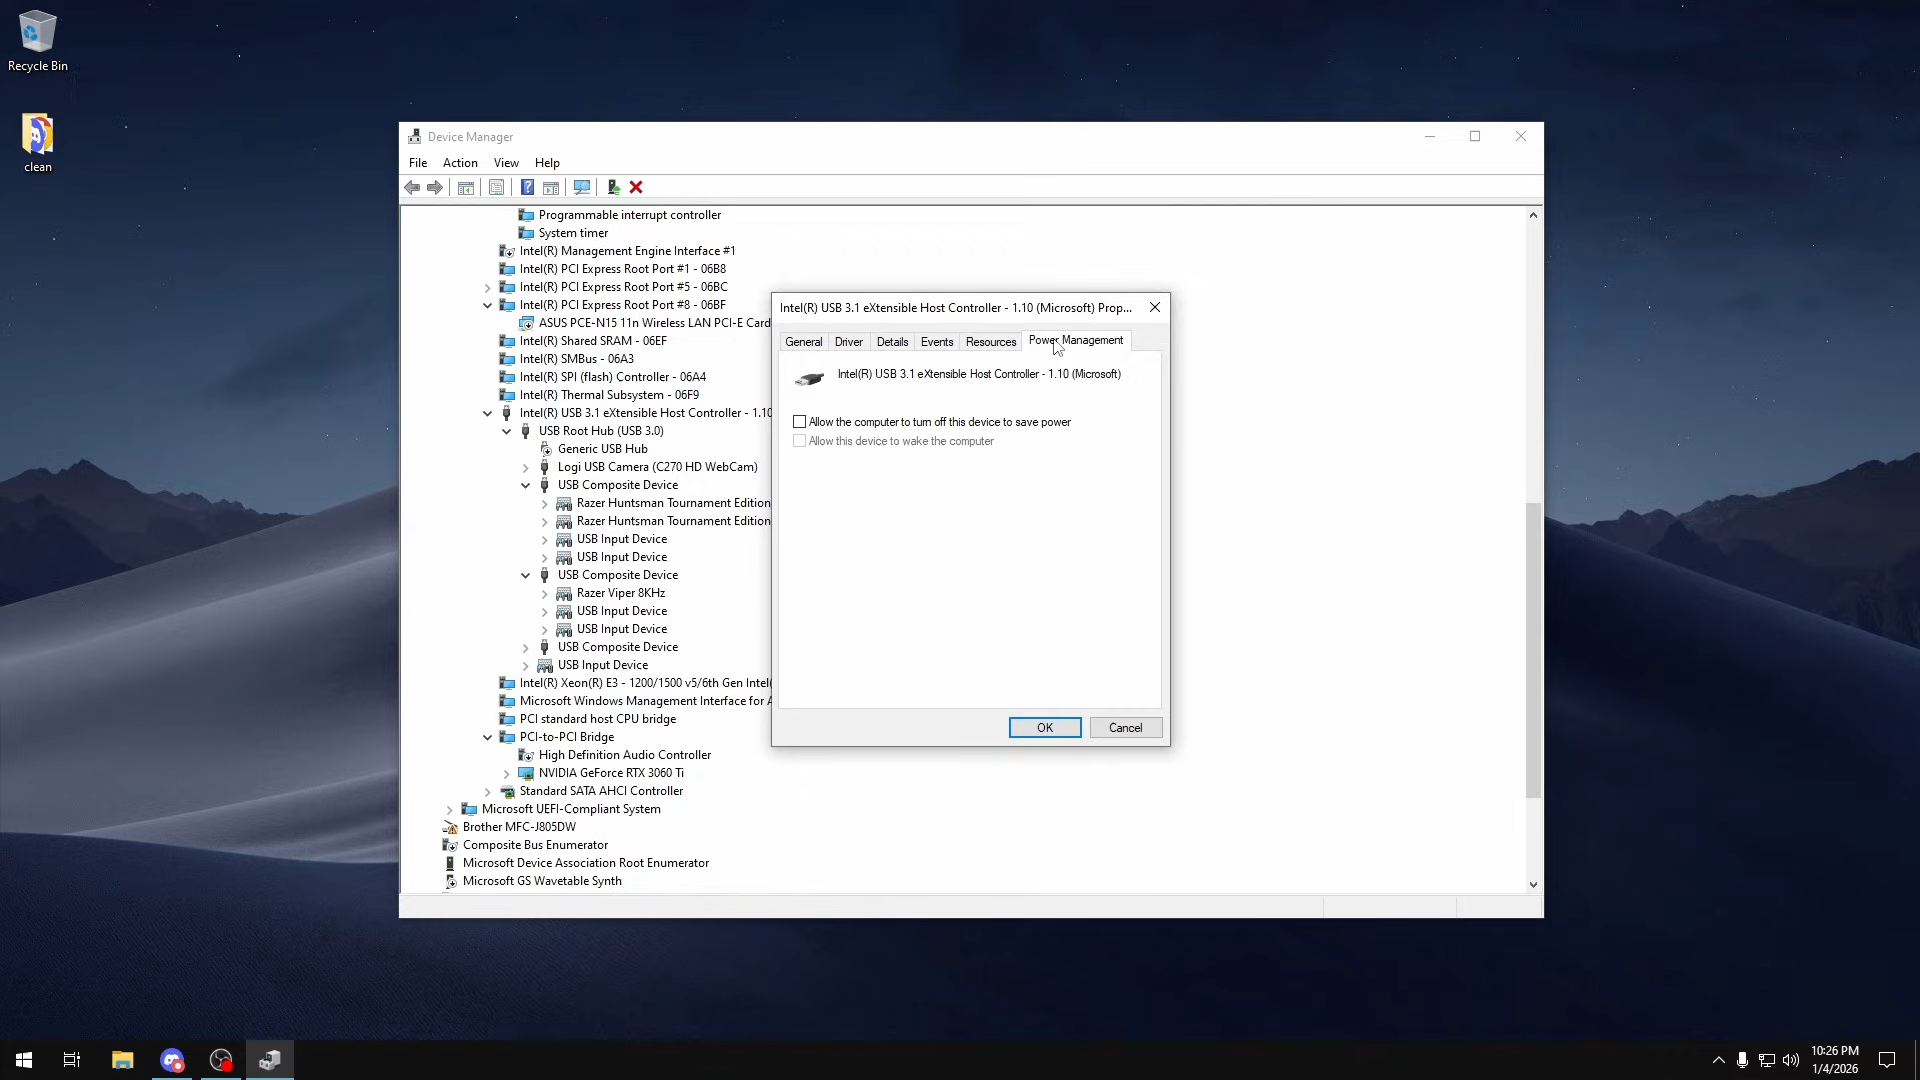 Recycle Bin
clean
Device Manager
File Action View Help
Programmable interrupt controller
System timer
Intel(R) Management Engine Interface #1
Intel(R) PCI Express Root Port #1 - 06B8
Intel(R) PCI Express Root Port #5 - 06BC
Intel(R) PCI Express Root Port #8 - 06BF
ASUS PCE-N15 11n Wireless LAN PCI-E Card
Intel(R) Shared SRAM - 06EF
Intel(R) SMBus - 06A3
Intel(R) SPI (flash) Controller - 06A4
Intel(R) Thermal Subsystem - 06F9
Intel(R) USB 3.1 eXtensible Host Controller - 1.10
USB Root Hub (USB 3.0)
Generic USB Hub
Logi USB Camera (C270 HD WebCam)
USB Composite Device
Razer Huntsman Tournament Edition
Razer Huntsman Tournament Edition
USB Input Device
USB Input Device
USB Composite Device
Razer Viper 8KHz
USB Input Device
USB Input Device
USB Composite Device
USB Input Device
Intel(R) Xeon(R) E3 - 1200/1500 v5/6th Gen Intel(
Microsoft Windows Management Interface for A
PCI standard host CPU bridge
PCI-to-PCI Bridge
High Definition Audio Controller
NVIDIA GeForce RTX 3060 Ti
Standard SATA AHCI Controller
Microsoft UEFI-Compliant System
Brother MFC-J805DW
Composite Bus Enumerator
Microsoft Device Association Root Enumerator
Microsoft GS Wavetable Synth
Intel(R) USB 3.1 eXtensible Host Controller - 1.10 (Microsoft) Prop...
General Driver Details Events Resources Power Management
Intel(R) USB 3.1 eXtensible Host Controller - 1.10 (Microsoft)
Allow the computer to turn off this device to save power
Allow this device to wake the computer
OK Cancel
10:26 PM
1/4/2026